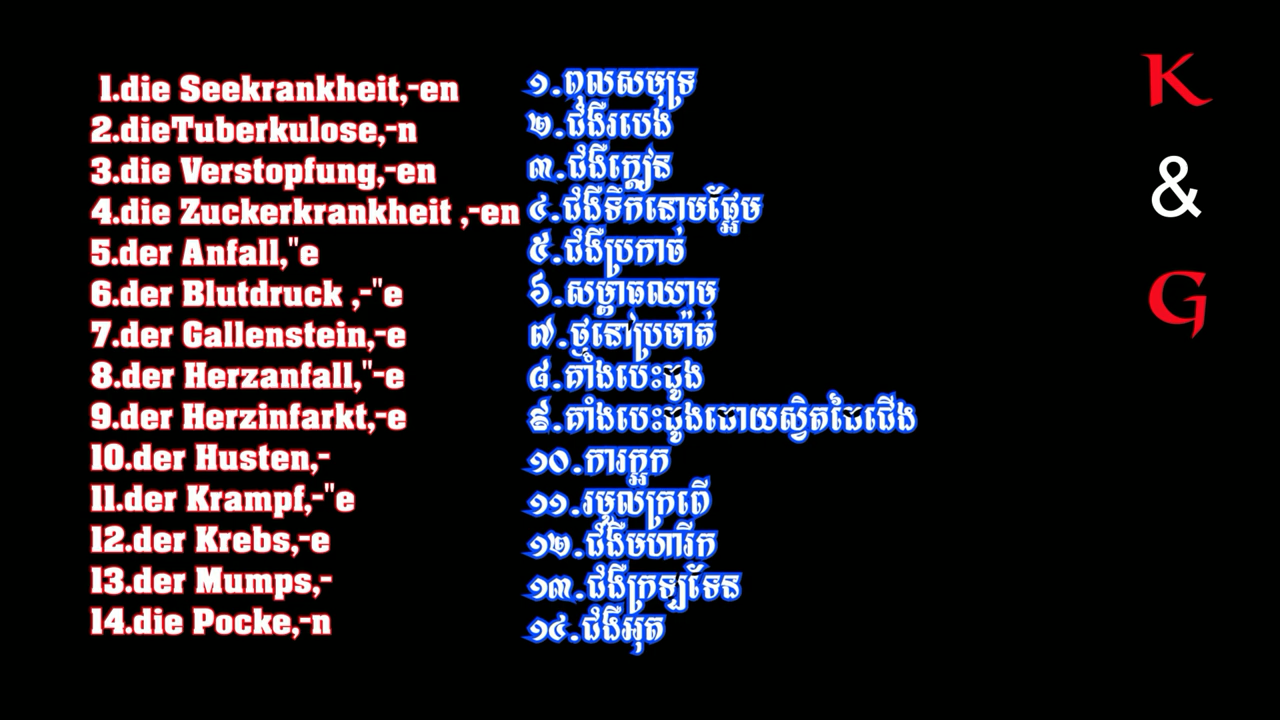 1.die Seekrankheit,-en
2.dieTuberkulose,-n
3.die Verstopfung,-en
4.die Zuckerkrankheit ,-en
5.der Anfall,"e
6.der Blutdruck ,-"e
7.der Gallenstein,-e
8.der Herzanfall,"-e
9.der Herzinfarkt,-e
10.der Husten,-
11.der Krampf,-"e
12.der Krebs,-e
13.der Mumps,-
14.die Pocke,-n
១.ពុលសមុទ្រ
២.ជំងឺរបេង
៣.ជំងឺក្លៀន
៤.ជំងឺទឹកនោមផ្អែម
៥.ជំងឺប្រកាច់
៦.សម្ពាធឈាម
៧.ថ្មនៅប្រម៉ាត់
៨.គាំងបេះដូង
៩.គាំងបេះដូងដោយស្វិតដៃជើង
១០.ការក្អក
១១.រមួលក្រពើ
១២.ជំងឺមហារីក
១៣.ជំងឺក្រឡទែន
១៤.ជំងឺអុត
K
&
G